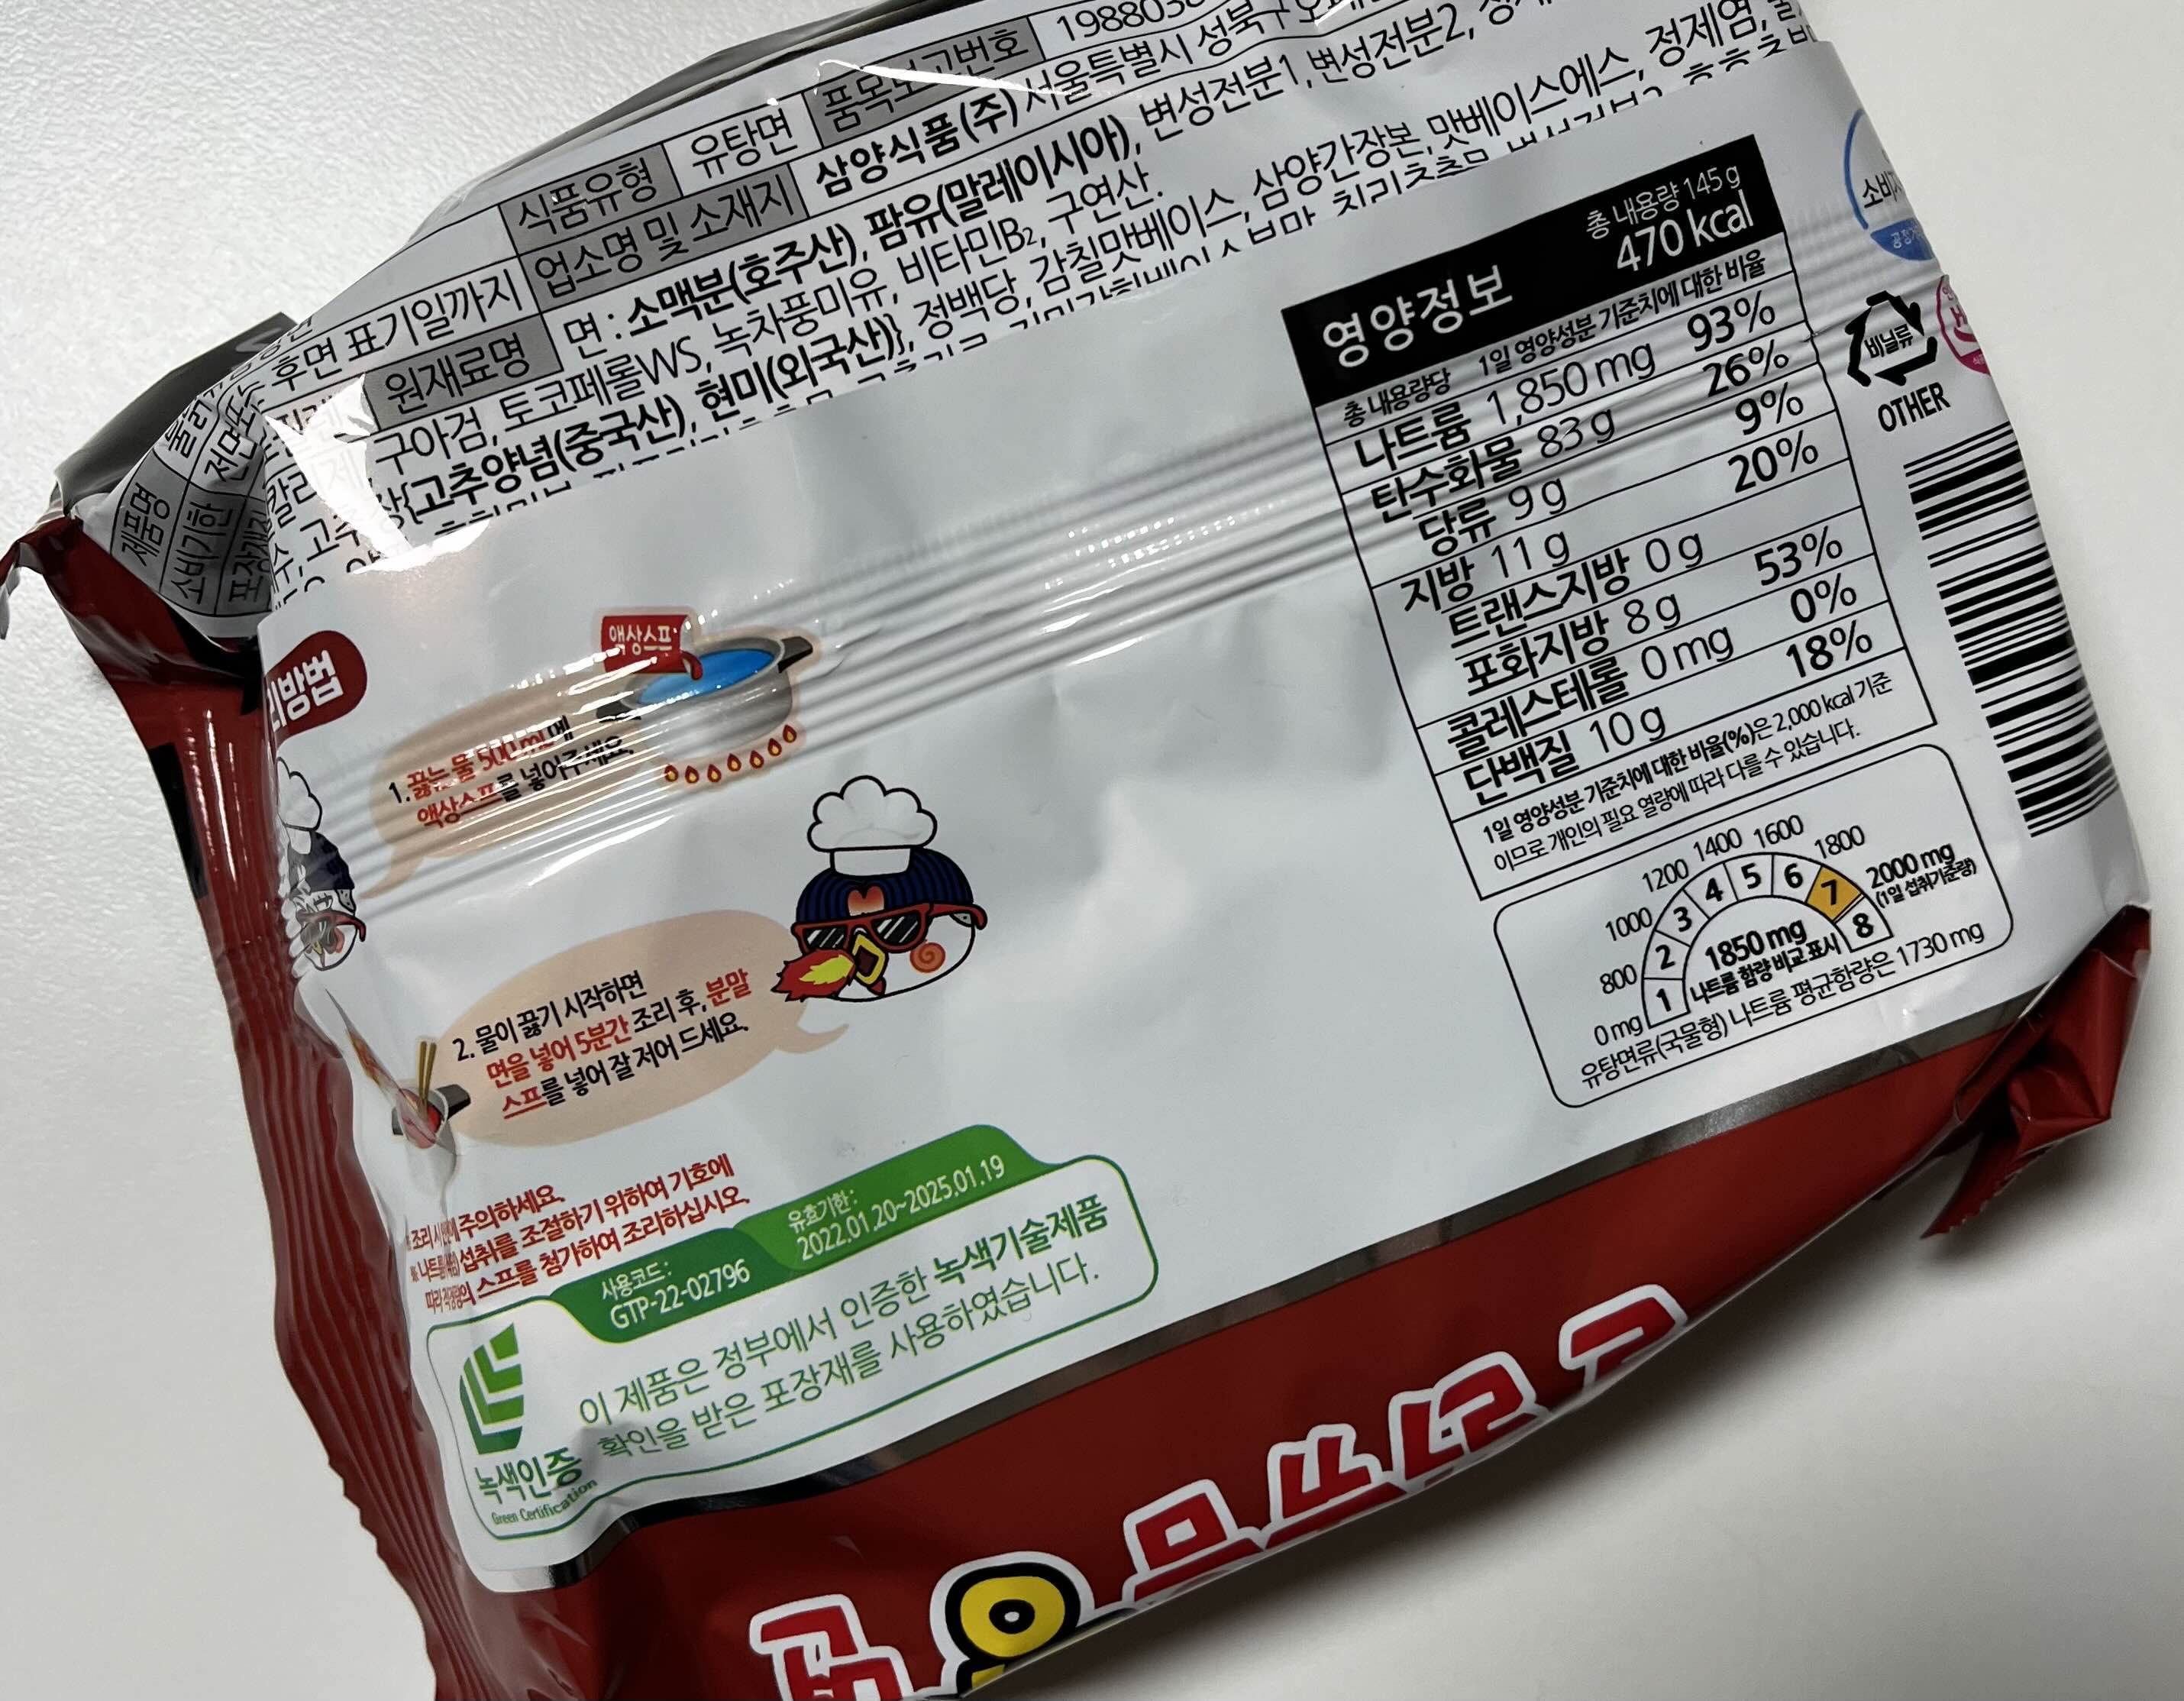 식품유형 유탕면 품목보고번호 198803
후면 표기일까지 업소명 및 소재지 삼양식품(주) 서울특별시 성북구
원재료명 면 : 소맥분(호주산), 팜유(말레이시아), 변성전분1, 변성전분2,
구아검, 토코페롤WS, 녹차풍미유, 비타민B₂, 구연산.
{고추양념(중국산), 현미(외국산)}, 정백당, 감칠맛베이스, 삼양간장본, 맛베이스에스, 정제염,
제품명
소비기한
영양정보
총 내용량 145 g
470 kcal
총 내용량당 1일 영양성분 기준치에 대한 비율
나트륨 1,850 mg 93%
탄수화물 83 g 26%
당류 9 g 9%
지방 11 g 20%
트랜스지방 0 g
포화지방 8 g 53%
콜레스테롤 0 mg 0%
단백질 10 g 18%
1일 영양성분 기준치에 대한 비율(%)은 2,000 kcal 기준
이므로 개인의 필요 열량에 따라 다를 수 있습니다.
비닐류
OTHER
1000 1200 1400 1600 1800
800 2000 mg
0 mg (1일 섭취기준량)
1 2 3 4 5 6 7 8
1850 mg
나트륨 함량 비교 표시
유탕면류(국물형) 나트륨 평균함량은 1730 mg
리방법
액상스프
1. 끓는 물 500 ml에
액상스프를 넣어주세요.
2. 물이 끓기 시작하면
면을 넣어 5분간 조리 후, 분말
스프를 넣어 잘 저어 드세요.
주의하세요.
섭취를 조절하기 위하여 기호에
스프를 첨가하여 조리하십시오.
사용코드:
GTP-22-02796
유효기한:
2022.01.20~2025.01.19
이 제품은 정부에서 인증한 녹색기술제품
확인을 받은 포장재를 사용하였습니다.
녹색인증
Green Certification